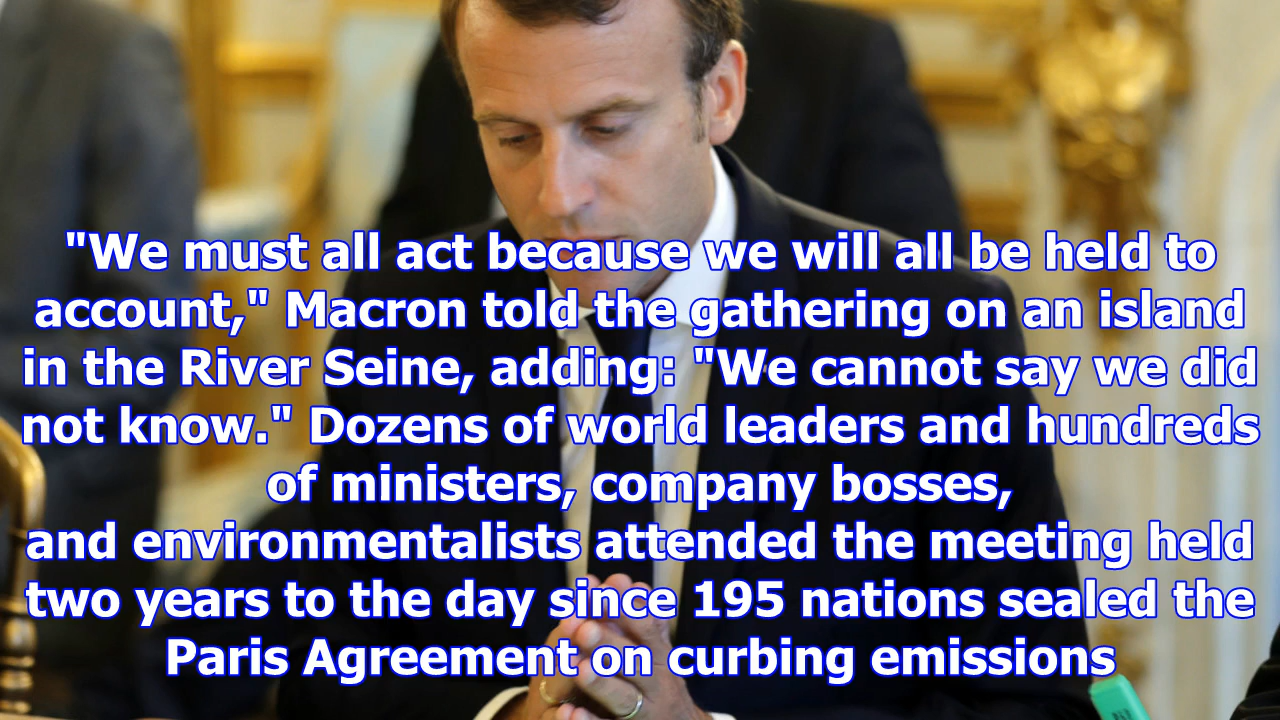 "We must all act because we will all be held to
account," Macron told the gathering on an island
in the River Seine, adding: "We cannot say we did
not know." Dozens of world leaders and hundreds
of ministers, company bosses,
and environmentalists attended the meeting held
two years to the day since 195 nations sealed the
Paris Agreement on curbing emissions